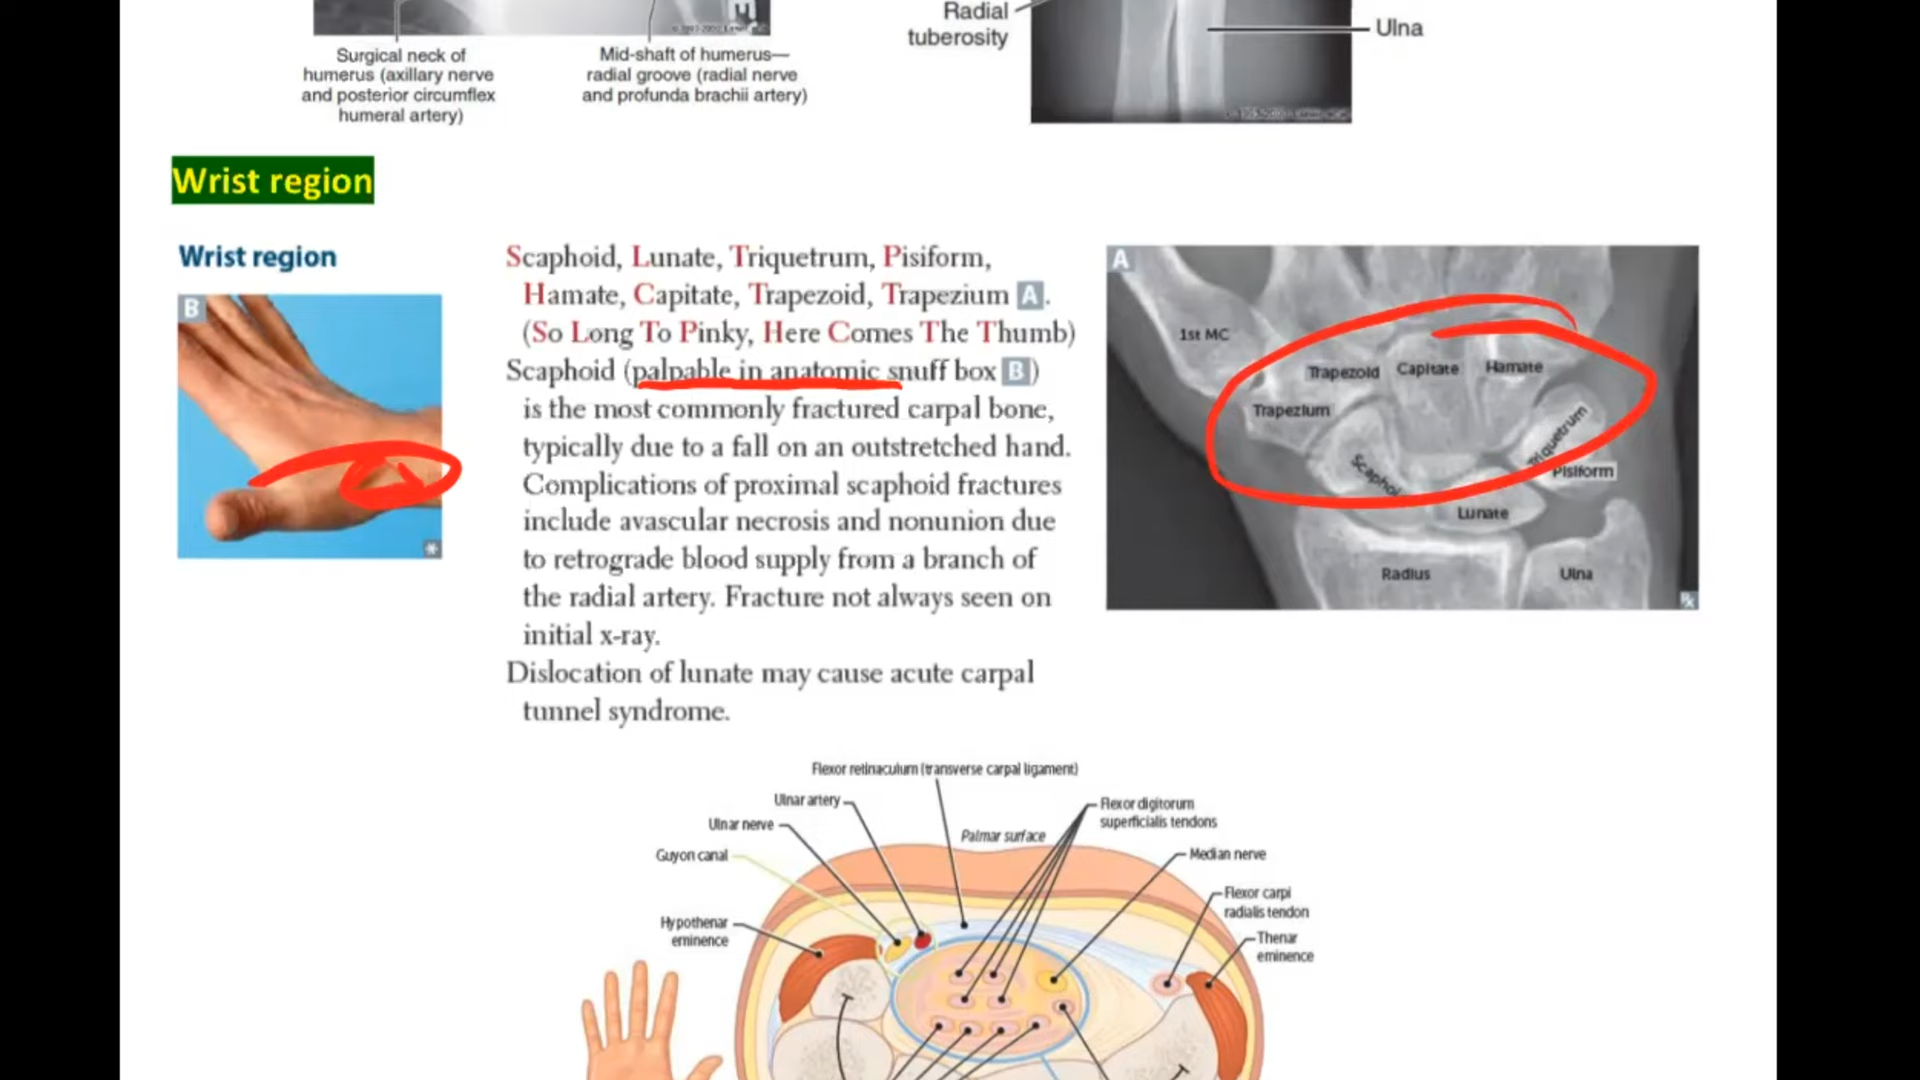 Radial
tuberosity
Ulna
Surgical neck of
humerus (axillary nerve
and posterior circumflex
humeral artery)
Mid-shaft of humerus—
radial groove (radial nerve
and profunda brachii artery)
Wrist region
Wrist region
B
Scaphoid, Lunate, Triquetrum, Pisiform,
Hamate, Capitate, Trapezoid, Trapezium A.
(So Long To Pinky, Here Comes The Thumb)
Scaphoid (palpable in anatomic snuff box B)
is the most commonly fractured carpal bone,
typically due to a fall on an outstretched hand.
Complications of proximal scaphoid fractures
include avascular necrosis and nonunion due
to retrograde blood supply from a branch of
the radial artery. Fracture not always seen on
initial x-ray.
Dislocation of lunate may cause acute carpal
tunnel syndrome.
A
1st MC
Trapezoid
Capitate
Hamate
Trapezium
Triquetrum
Scaphoi
Pisiform
Lunate
Radius
Ulna
Flexor retinaculum (transverse carpal ligament)
Ulnar artery
Ulnar nerve
Guyon canal
Palmar surface
Flexor digitorum
superficialis tendons
Median nerve
Flexor carpi
radialis tendon
Hypothenar
eminence
Thenar
eminence